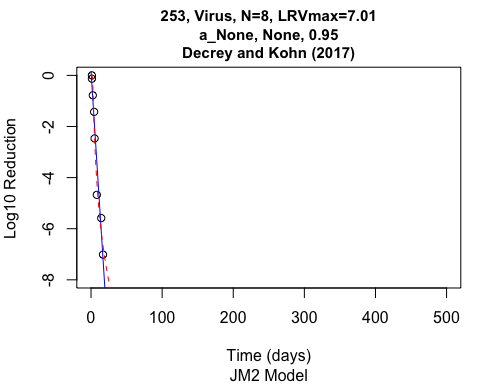 253, Virus, N=8, LRVmax=7.01
a_None, None, 0.95
Decrey and Kohn (2017)
Log10 Reduction
0
-2
-4
-6
-8
0 100 200 300 400 500
Time (days)
JM2 Model